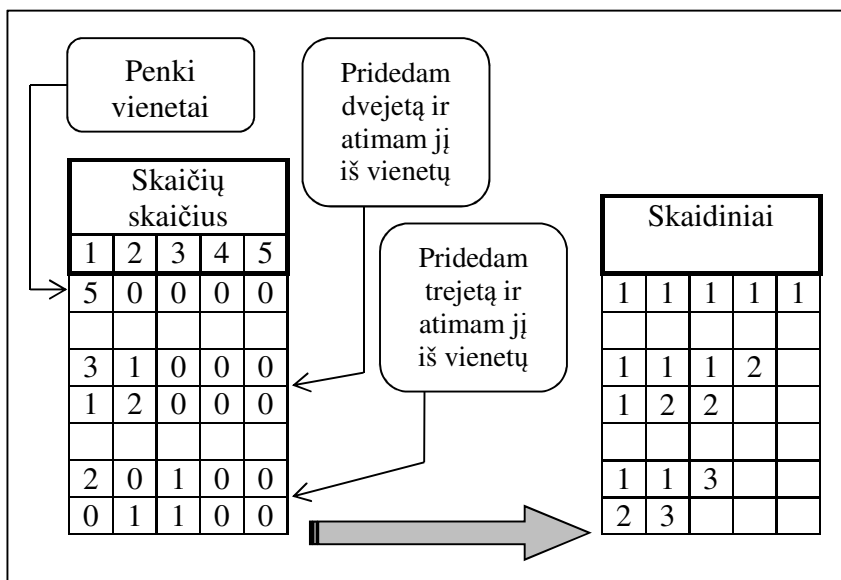 Penki
vienetai
Pridedam
dvejetą ir
atimam jį
iš vienetų
Skaičių
skaičius
1 2 3 4 5
5 0 0 0 0
3 1 0 0 0
1 2 0 0 0
2 0 1 0 0
0 1 1 0 0
Pridedam
trejetą ir
atimam jį
iš vienetų
Skaidiniai
1 1 1 1 1
1 1 1 2
1 2 2
1 1 3
2 3